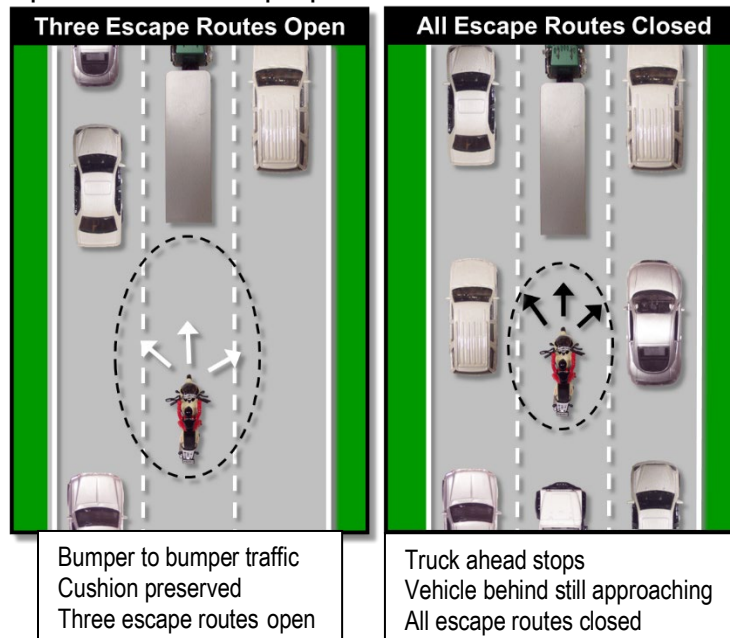 Three Escape Routes Open
All Escape Routes Closed
Bumper to bumper traffic
Cushion preserved
Three escape routes open
Truck ahead stops
Vehicle behind still approaching
All escape routes closed